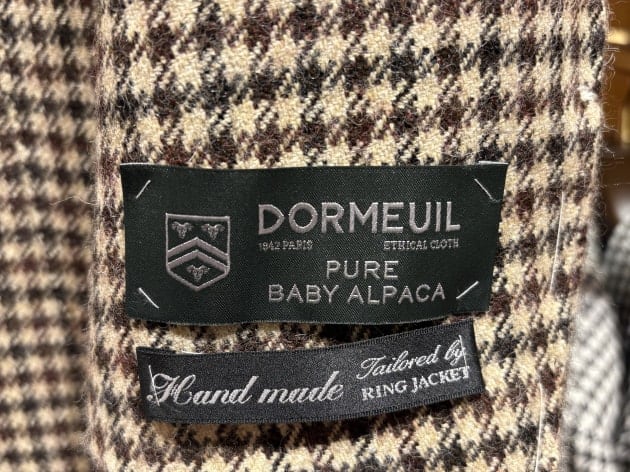 DORMEUIL
1842 PARIS ETHICAL CLOTH
PURE
BABY ALPACA
Hand made Tailored by
RING JACKET